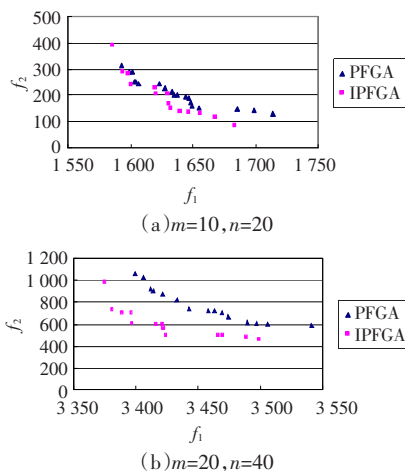 500
400
300
200
100
0
f₂
1 550 1 600 1 650 1 700 1 750
f₁
PFGA
IPFGA
(a)m=10,n=20
1 200
1 000
800
600
400
200
0
f₂
3 350 3 400 3 450 3 500 3 550
f₁
PFGA
IPFGA
(b)m=20,n=40